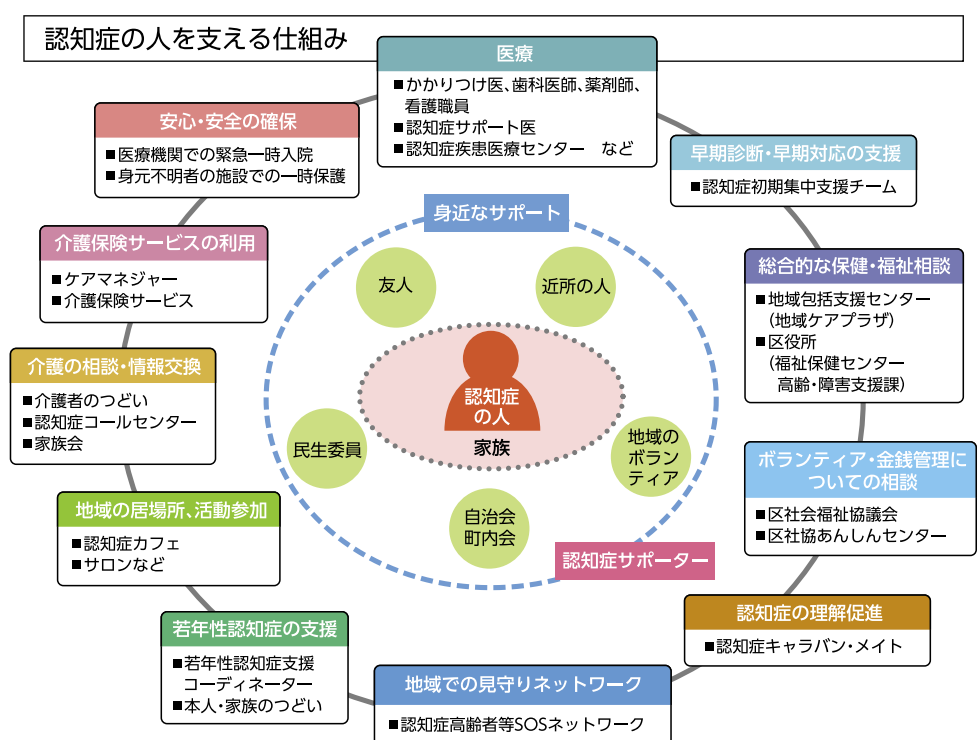 認知症の人を支える仕組み
医療
■かかりつけ医、歯科医師、薬剤師、
看護職員
■認知症サポート医
■認知症疾患医療センター　など
早期診断・早期対応の支援
■認知症初期集中支援チーム
総合的な保健・福祉相談
■地域包括支援センター
(地域ケアプラザ)
■区役所
(福祉保健センター
高齢・障害支援課)
ボランティア・金銭管理に
ついての相談
■区社会福祉協議会
■区社協あんしんセンター
認知症の理解促進
■認知症キャラバン・メイト
地域での見守りネットワーク
■認知症高齢者等SOSネットワーク
若年性認知症の支援
■若年性認知症支援
コーディネーター
■本人・家族のつどい
地域の居場所、活動参加
■認知症カフェ
■サロンなど
介護の相談・情報交換
■介護者のつどい
■認知症コールセンター
■家族会
介護保険サービスの利用
■ケアマネジャー
■介護保険サービス
安心・安全の確保
■医療機関での緊急一時入院
■身元不明者の施設での一時保護
身近なサポート
友人
近所の人
認知症
の人
家族
民生委員
地域の
ボラン
ティア
自治会
町内会
認知症サポーター